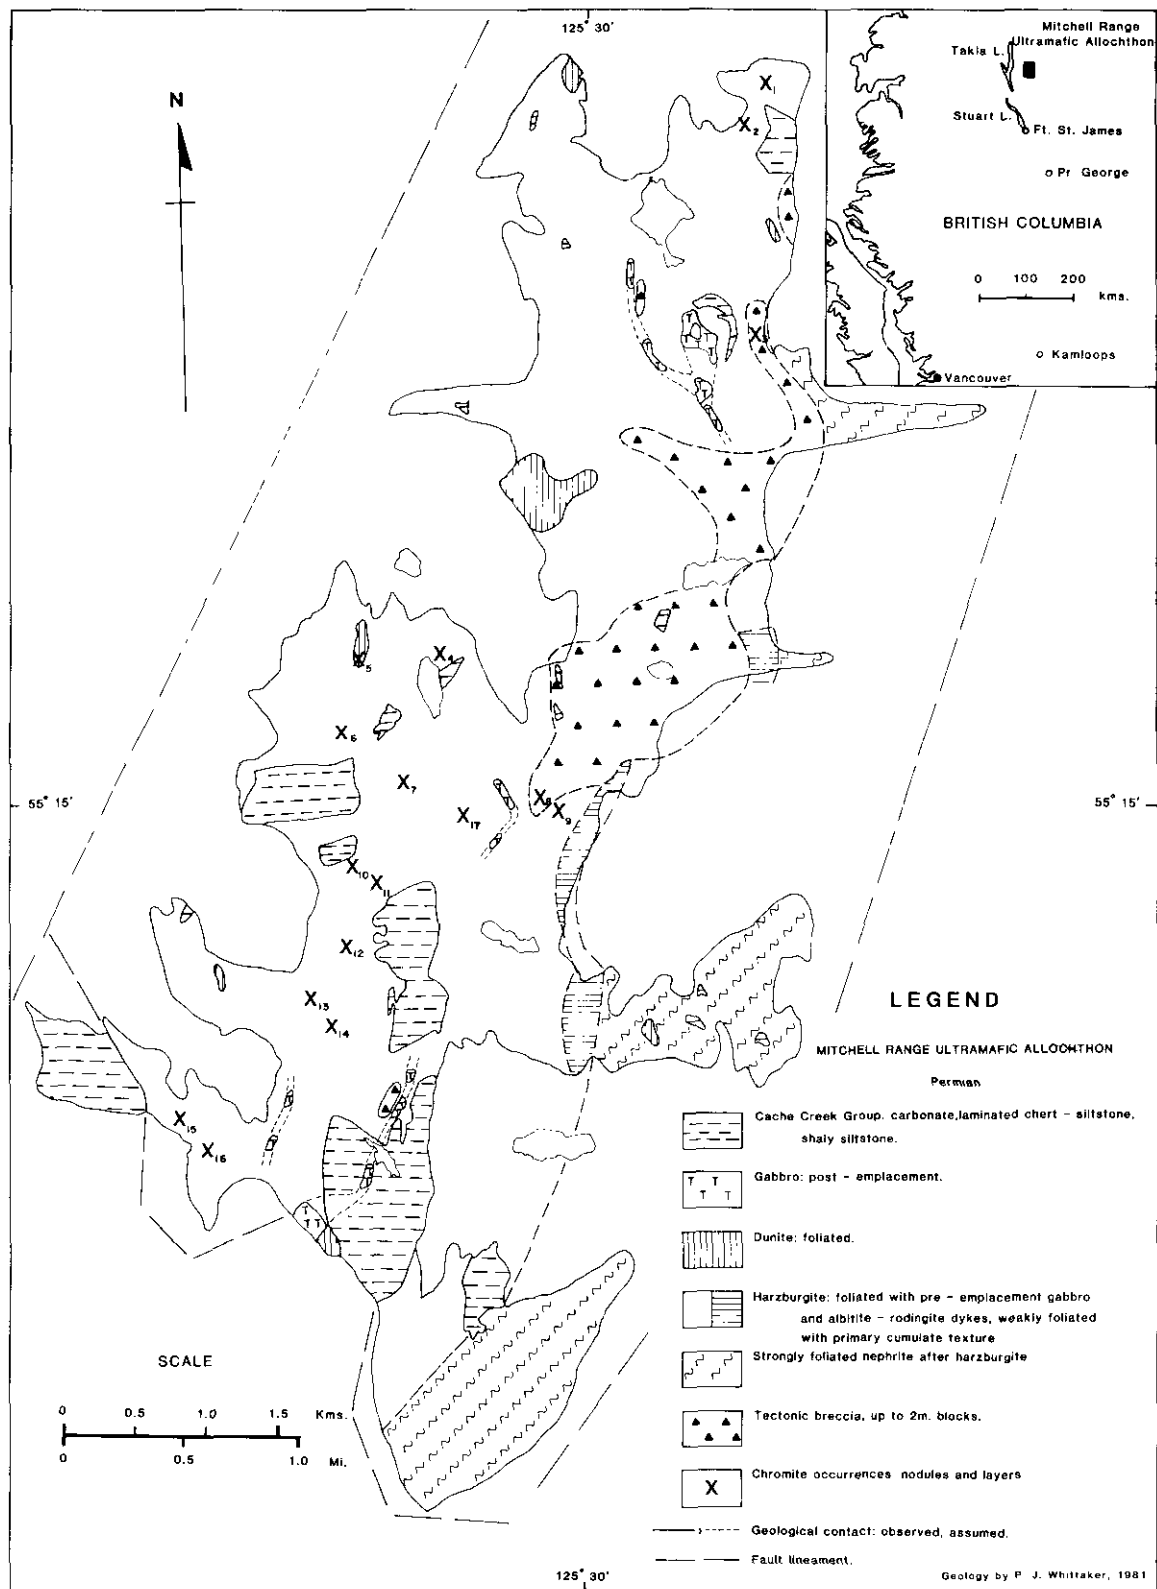 125° 30'
Mitchell Range
Ultramafic Allochthon
Takla L.
Stuart L.
Ft. St. James
Pr George
BRITISH COLUMBIA
0 100 200
kms.
Kamloops
Vancouver
N
X1
X2
X
X4
X5
X6
X7
X8
X9
X17
55° 15'
55° 15'
X10
X11
X12
X13
X14
X15
X16
T
T
T
T
T T T
SCALE
0 0.5 1.0 1.5 Kms.
0 0.5 1.0 Mi.
LEGEND
MITCHELL RANGE ULTRAMAFIC ALLOCHTHON
Permian
Cache Creek Group. carbonate, laminated chert - siltstone,
shaly siltstone.
T T
T T
Gabbro: post - emplacement.
Dunite: foliated.
Harzburgite: foliated with pre - emplacement gabbro
and albitite - rodingite dykes, weakly foliated
with primary cumulate texture
Strongly foliated nephrite after harzburgite
Tectonic breccia, up to 2m. blocks.
X
Chromite occurrences nodules and layers
Geological contact: observed, assumed.
Fault lineament.
Geology by P J. Whittaker, 1981
125° 30'